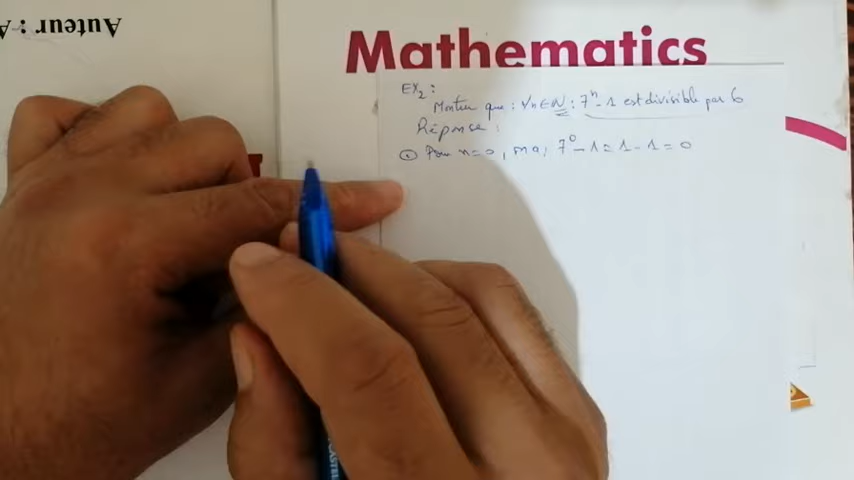 Auteur : A
Mathematics
EX2 :
Montrer que : ∀n∈ℕ : 7ⁿ - 1 est divisible par 6
Réponse :
Pour n=0, on a, 7⁰ - 1 = 1 - 1 = 0